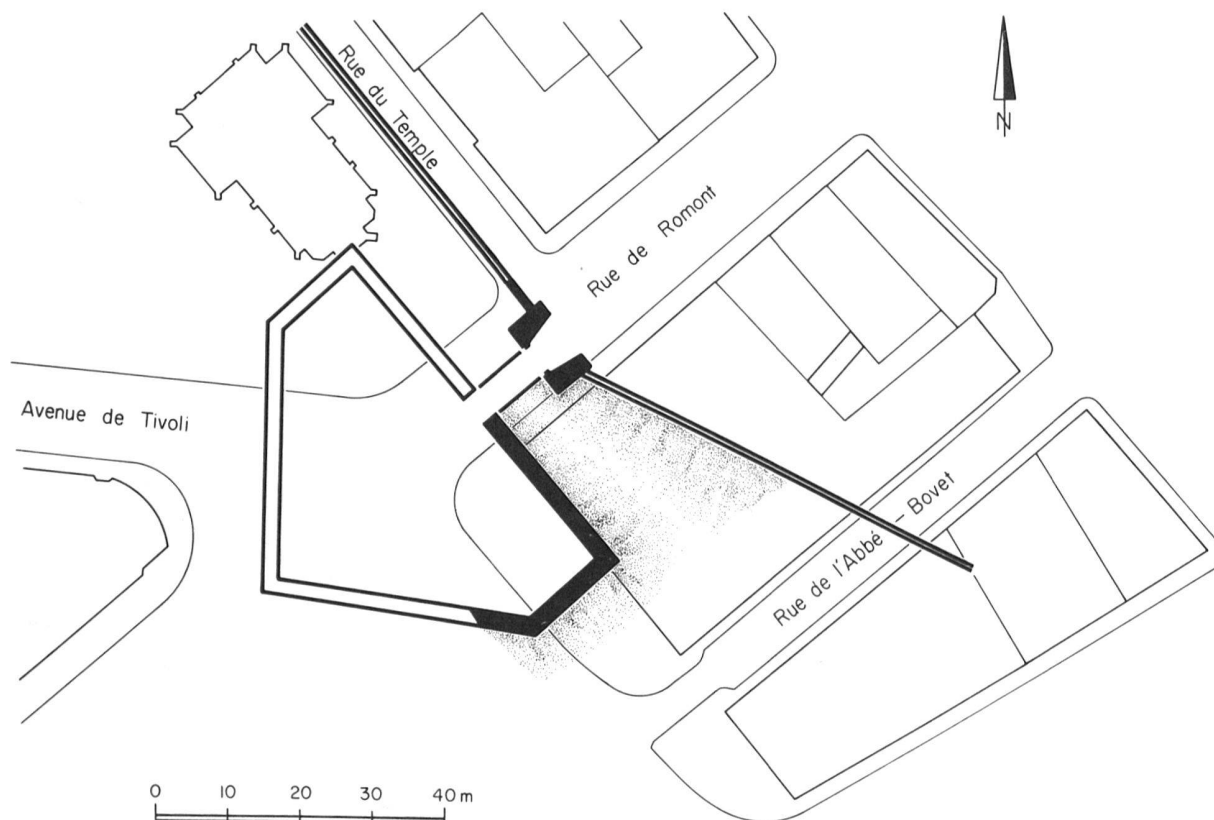 Rue du Temple
N
Rue de Romont
Avenue de Tivoli
Rue de l'Abbé – Bovet
0 10 20 30 40 m